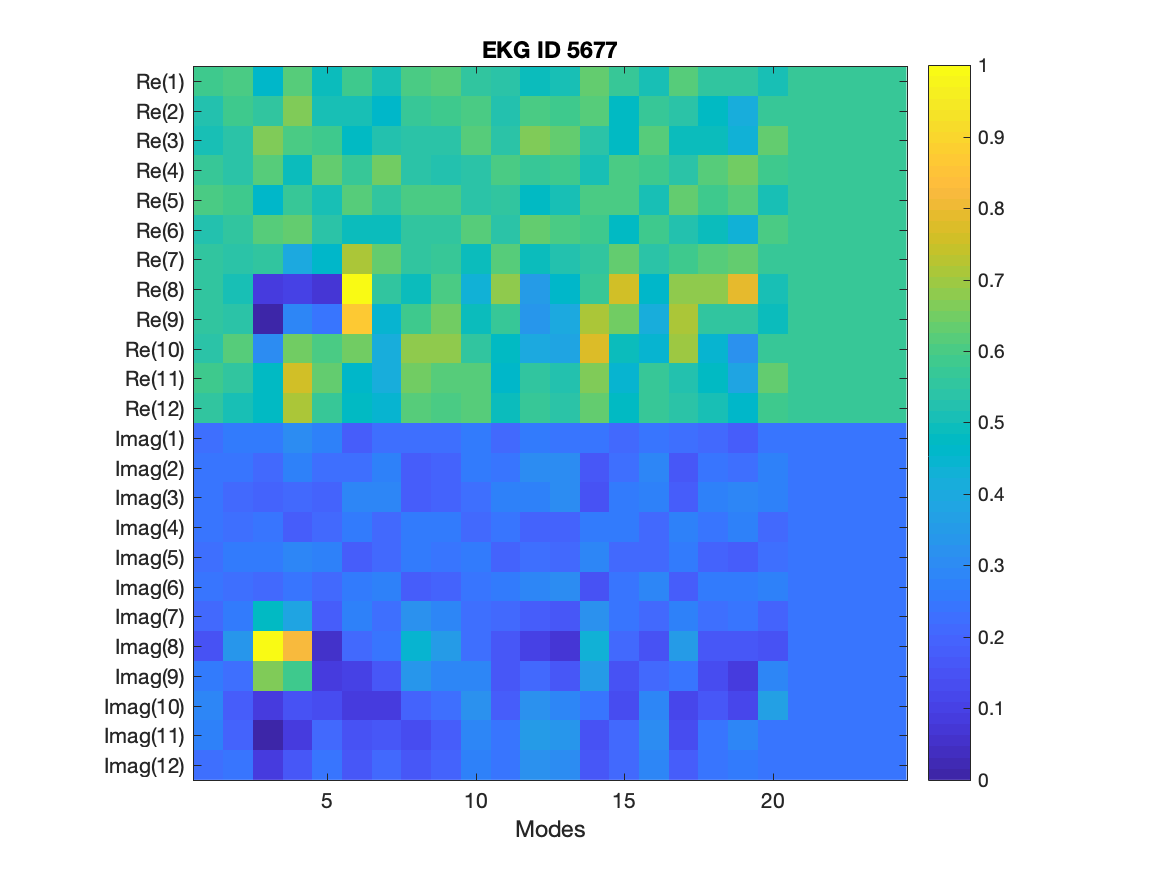 EKG ID 5677
Re(1)
Re(2)
Re(3)
Re(4)
Re(5)
Re(6)
Re(7)
Re(8)
Re(9)
Re(10)
Re(11)
Re(12)
Imag(1)
Imag(2)
Imag(3)
Imag(4)
Imag(5)
Imag(6)
Imag(7)
Imag(8)
Imag(9)
Imag(10)
Imag(11)
Imag(12)
5 10 15 20
Modes
1
0.9
0.8
0.7
0.6
0.5
0.4
0.3
0.2
0.1
0